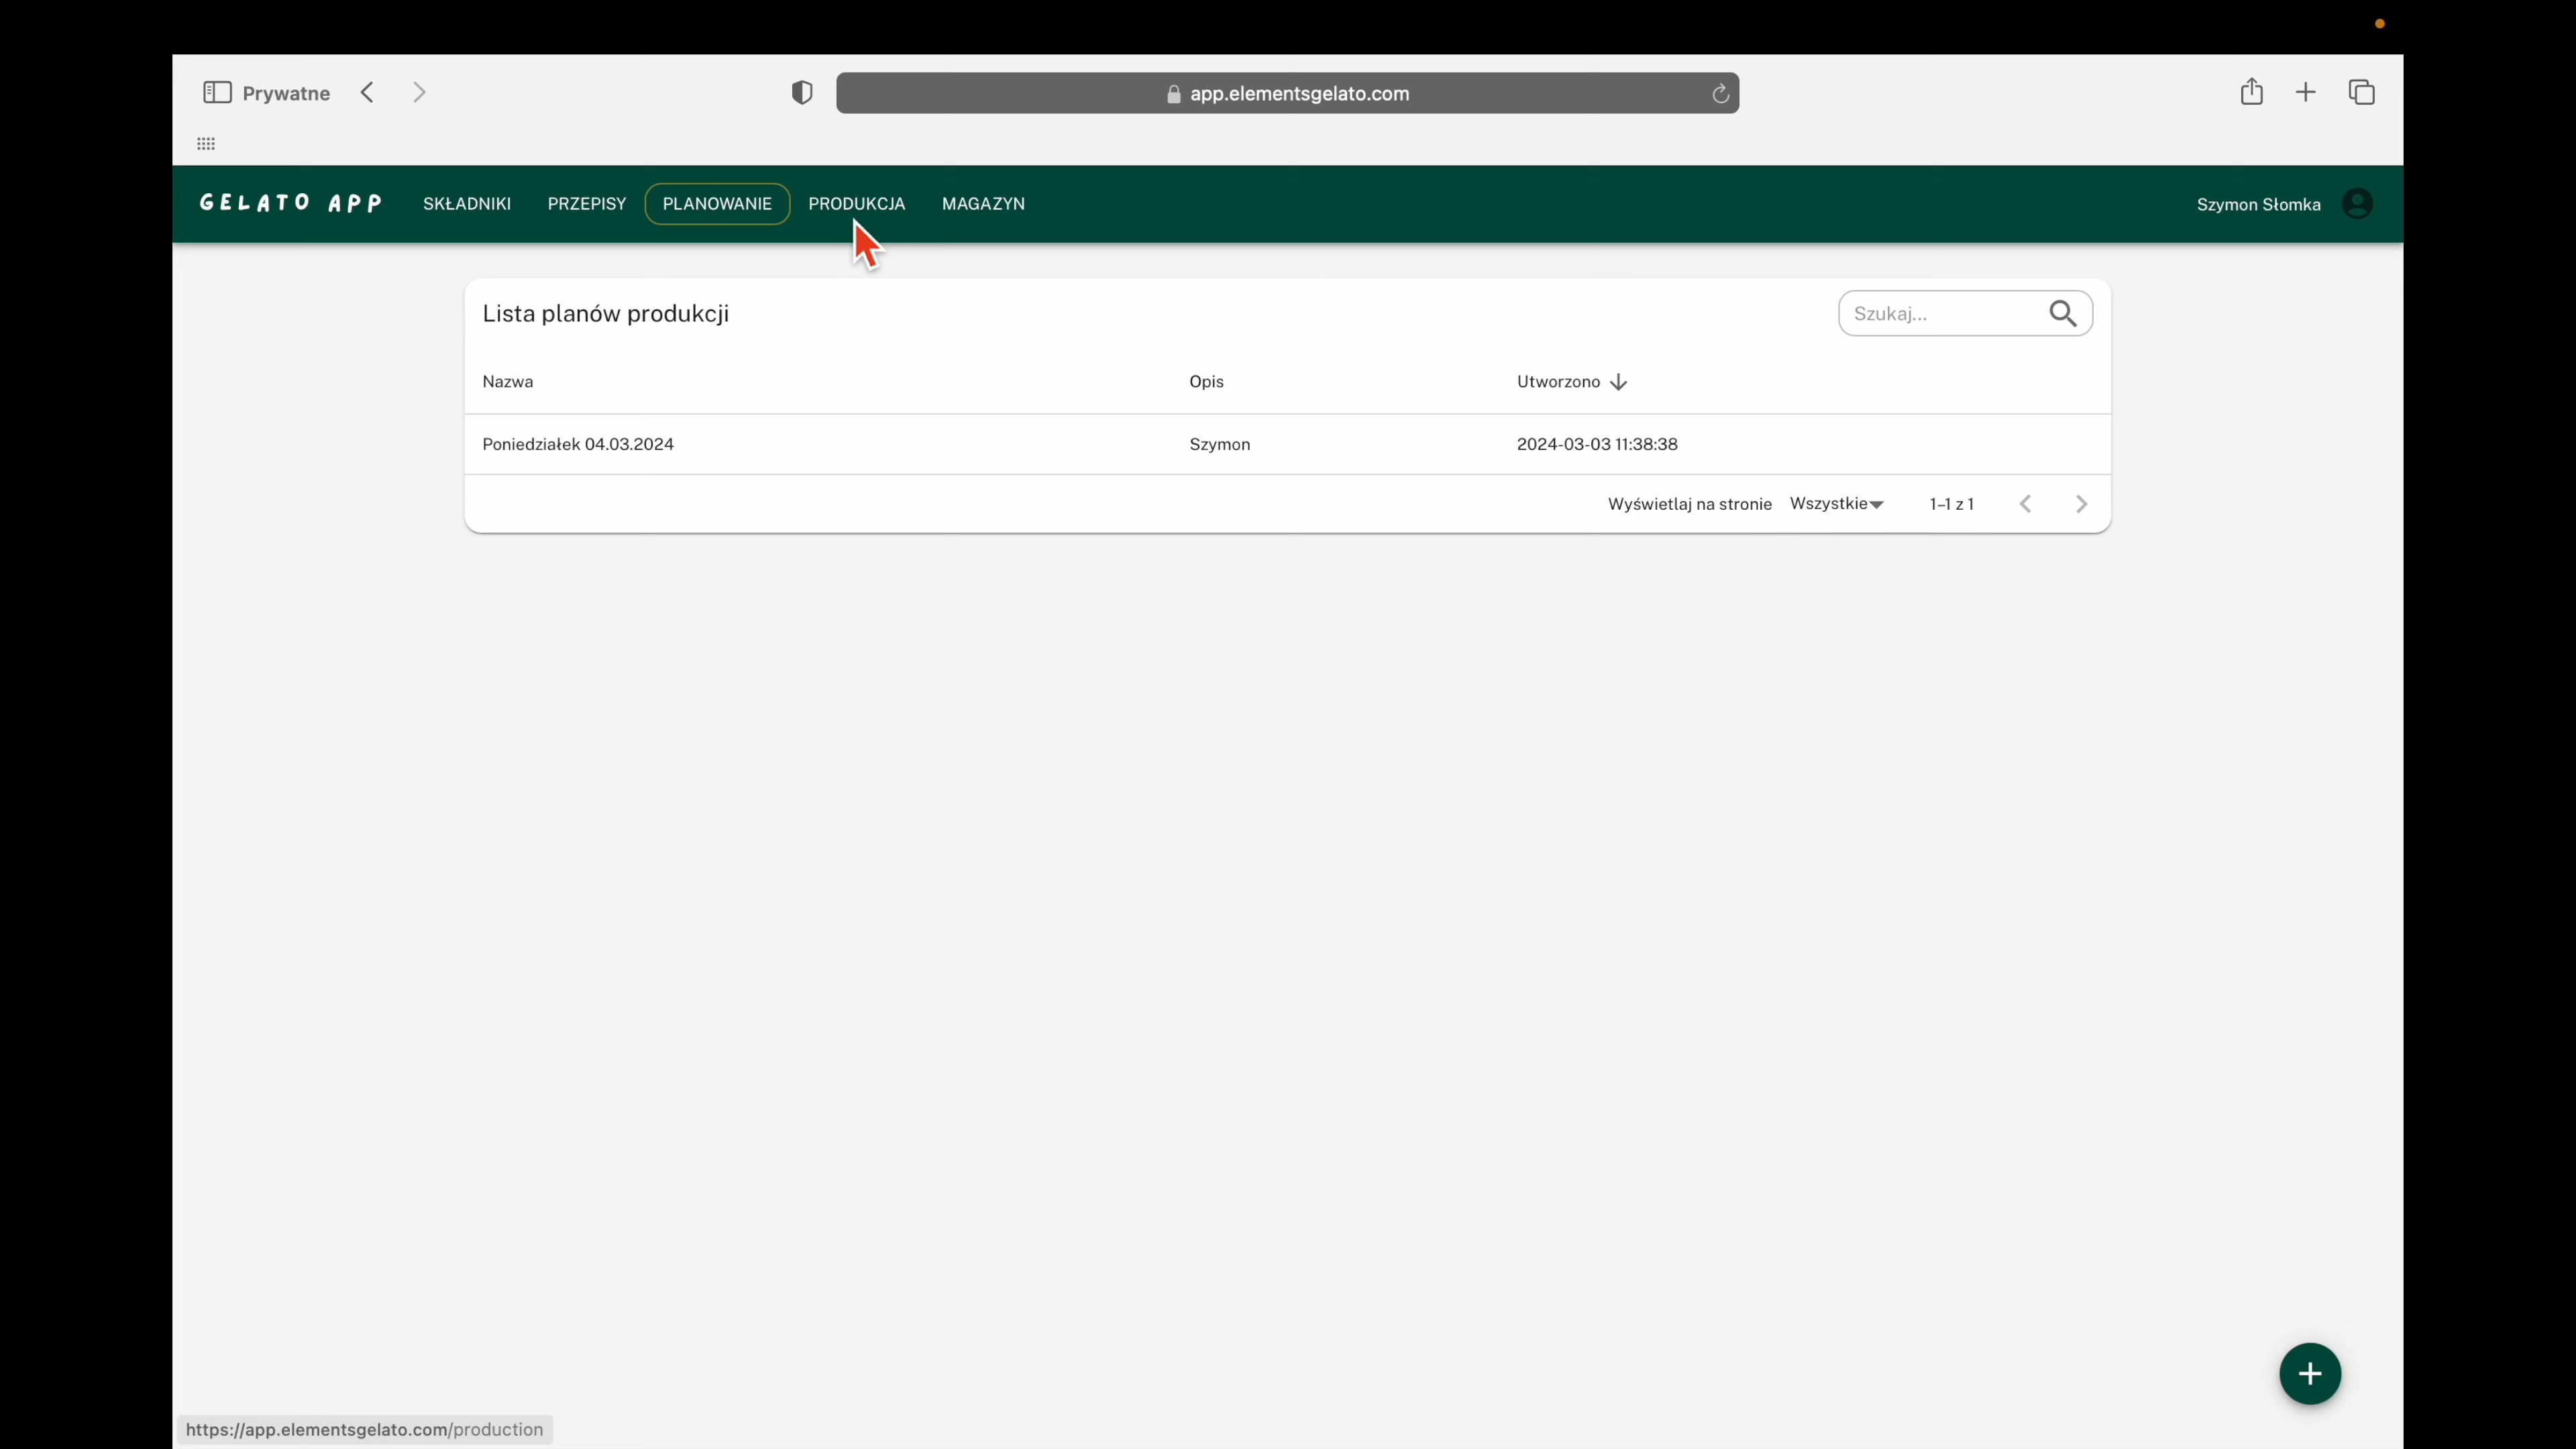 Prywatne
app.elementsgelato.com
GELATO APP SKŁADNIKI PRZEPISY PLANOWANIE PRODUKCJA MAGAZYN Szymon Słomka
Lista planów produkcji Szukaj...
Nazwa Opis Utworzono
Poniedziałek 04.03.2024 Szymon 2024-03-03 11:38:38
Wyświetlaj na stronie Wszystkie 1–1 z 1
https://app.elementsgelato.com/production